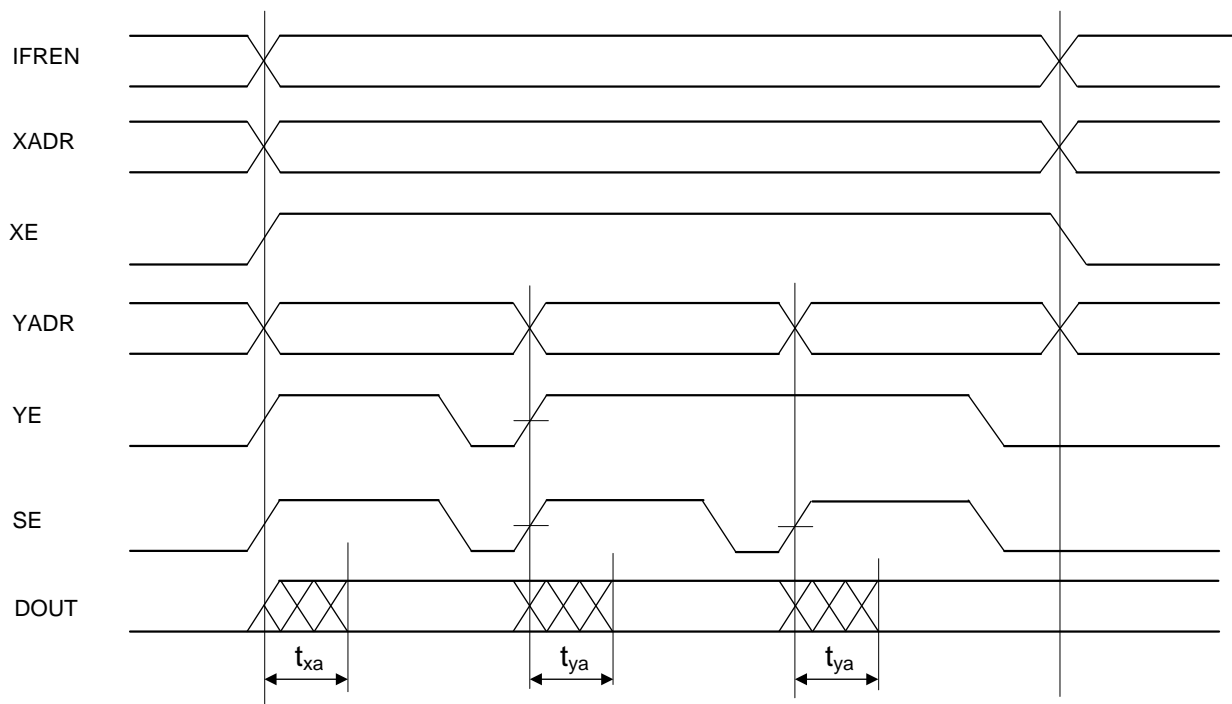 IFREN
XADR
XE
YADR
YE
SE
DOUT
txa
tya
tya